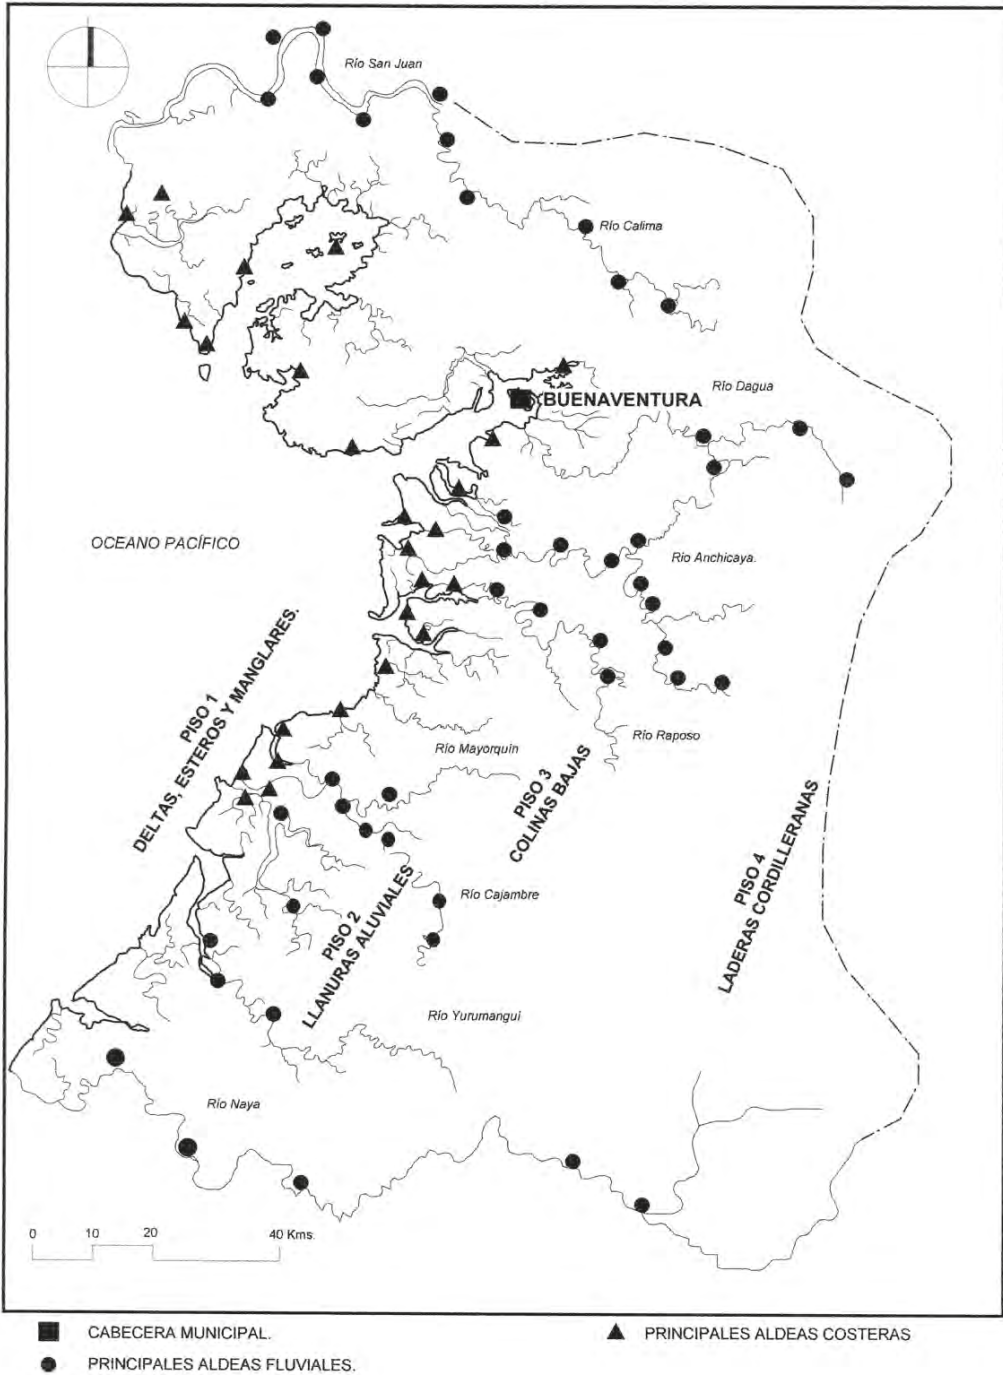 Río San Juan
Río Calima
Río Dagua
BUENAVENTURA
OCEANO PACÍFICO
Río Anchicaya.
PISO 1
DELTAS, ESTEROS Y MANGLARES.
Río Raposo
Río Mayorquin
PISO 3
COLINAS BAJAS
PISO 4
LADERAS CORDILLERANAS
Río Cajambre
PISO 2
LLANURAS ALUVIALES
Río Yurumanguí
Río Naya
0 10 20 40 Kms.
CABECERA MUNICIPAL.
PRINCIPALES ALDEAS COSTERAS
PRINCIPALES ALDEAS FLUVIALES.